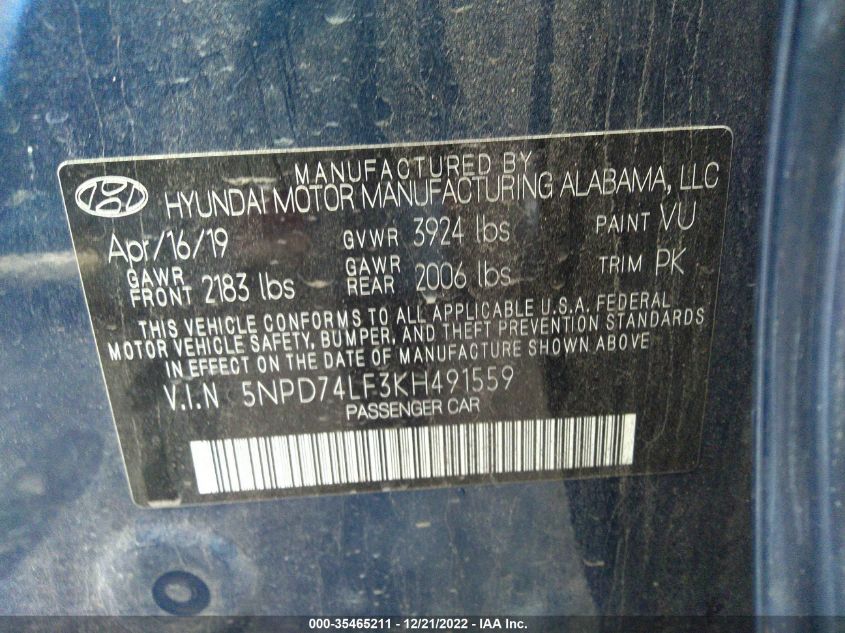 MANUFACTURED BY
HYUNDAI MOTOR MANUFACTURING ALABAMA, LLC
Apr/16/19 GVWR 3924 lbs PAINT VU
GAWR FRONT 2183 lbs GAWR REAR 2006 lbs TRIM PK
THIS VEHICLE CONFORMS TO ALL APPLICABLE U.S.A. FEDERAL
MOTOR VEHICLE SAFETY, BUMPER, AND THEFT PREVENTION STANDARDS
IN EFFECT ON THE DATE OF MANUFACTURE SHOWN ABOVE
V.I.N 5NPD74LF3KH491559
PASSENGER CAR
000-35465211 - 12/21/2022 - IAA Inc.